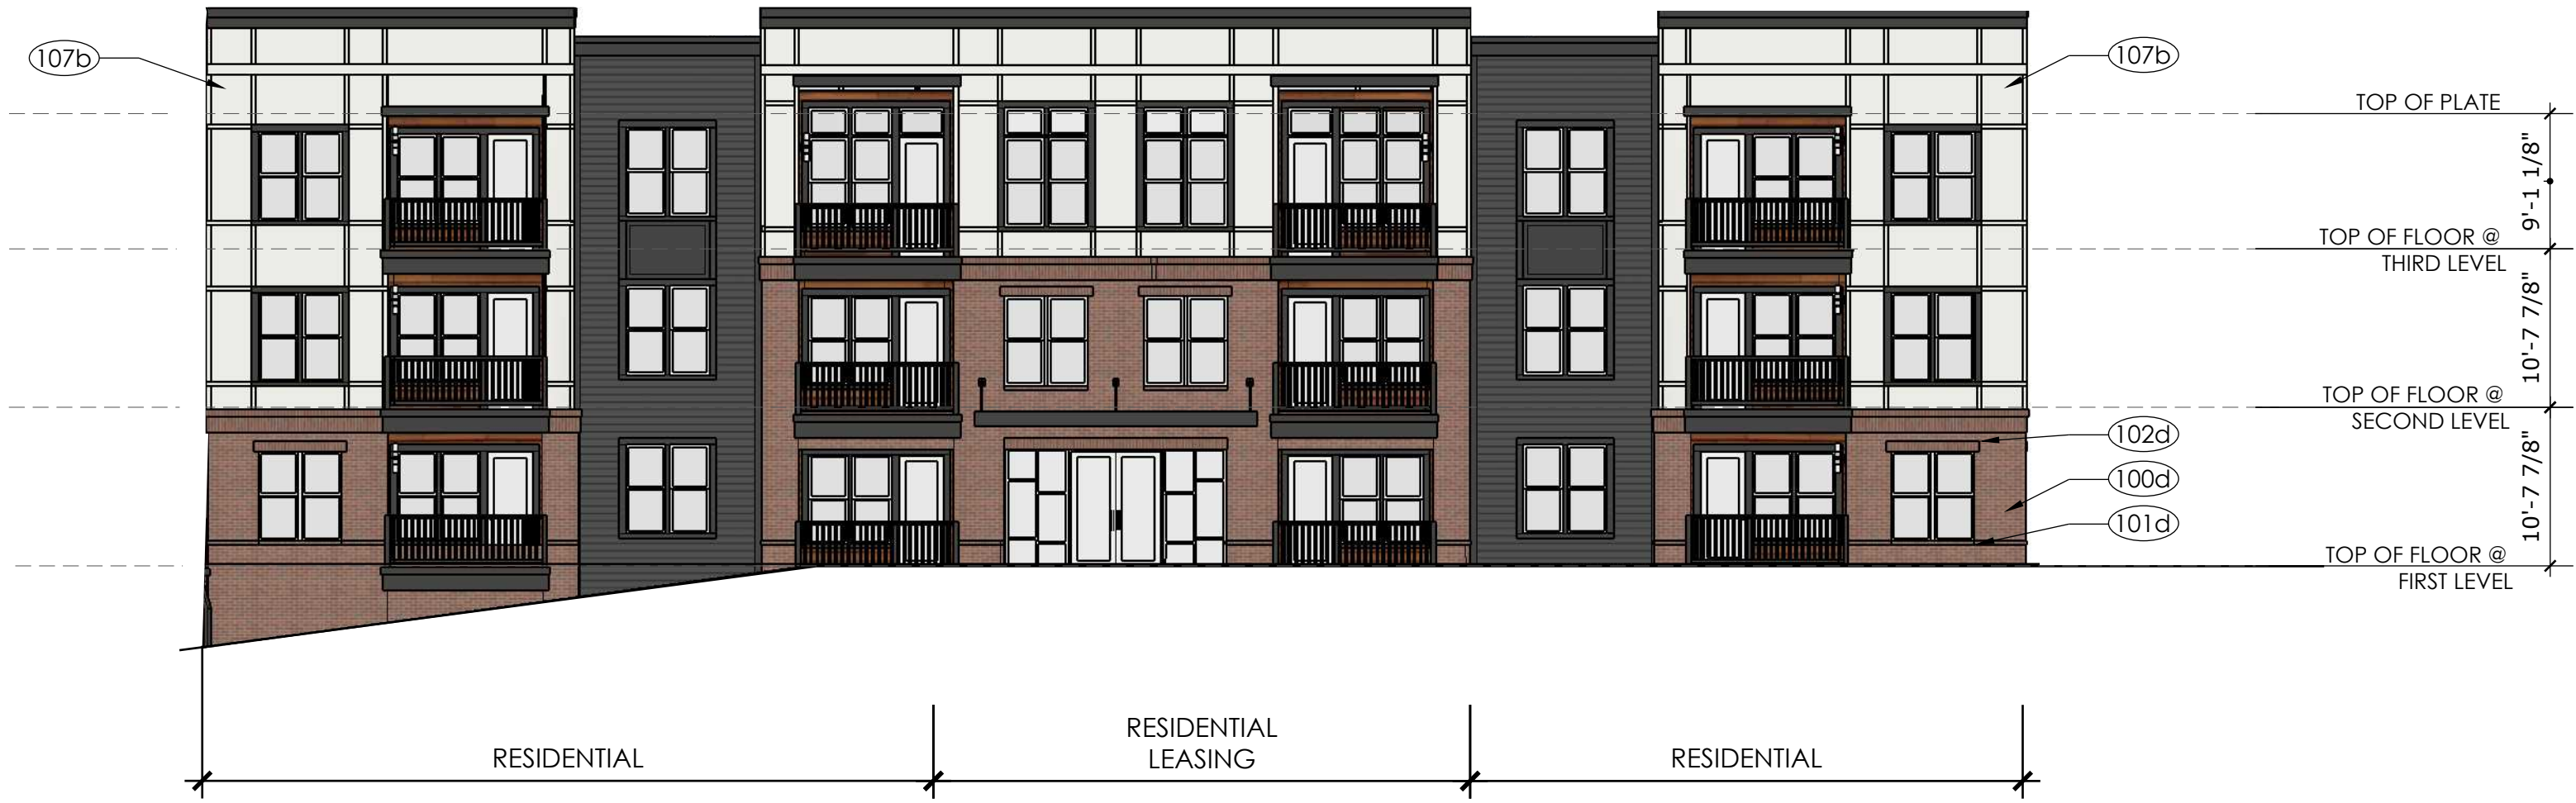 107b
107b
TOP OF PLATE
9'-1 1/8"
TOP OF FLOOR @
THIRD LEVEL
10'-7 7/8"
TOP OF FLOOR @
SECOND LEVEL
102d
100d
10'-7 7/8"
101d
TOP OF FLOOR @
FIRST LEVEL
RESIDENTIAL
RESIDENTIAL
LEASING
RESIDENTIAL